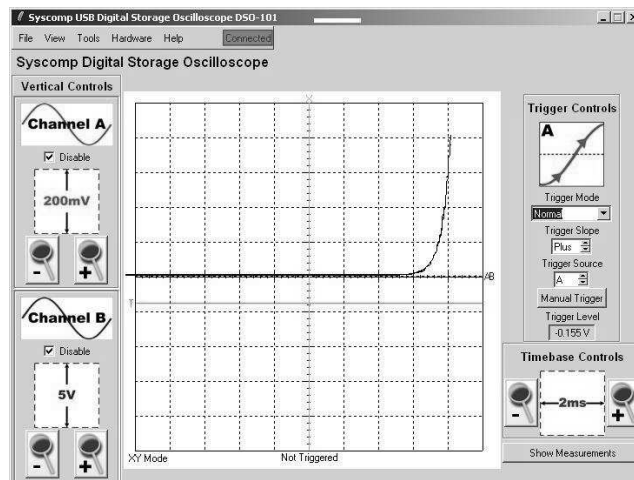 Syscomp USB Digital Storage Oscilloscope DSO-101
File View Tools Hardware Help Connected
Syscomp Digital Storage Oscilloscope
Vertical Controls
Channel A
Disable
200mV
- +
Channel B
Disable
5V
- +
X
T
AB
XY Mode
Not Triggered
Trigger Controls
A
Trigger Mode
Normal
Trigger Slope
Plus
Trigger Source
A
Manual Trigger
Trigger Level
-0.155 V
Timebase Controls
- 2ms +
Show Measurements